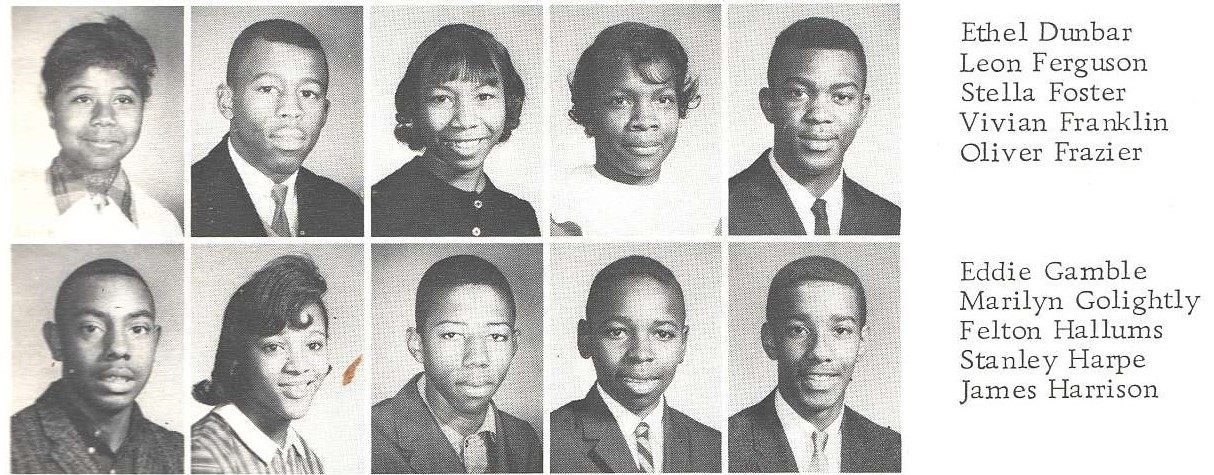 Ethel Dunbar
Leon Ferguson
Stella Foster
Vivian Franklin
Oliver Frazier
Eddie Gamble
Marilyn Golightly
Felton Hallums
Stanley Harpe
James Harrison